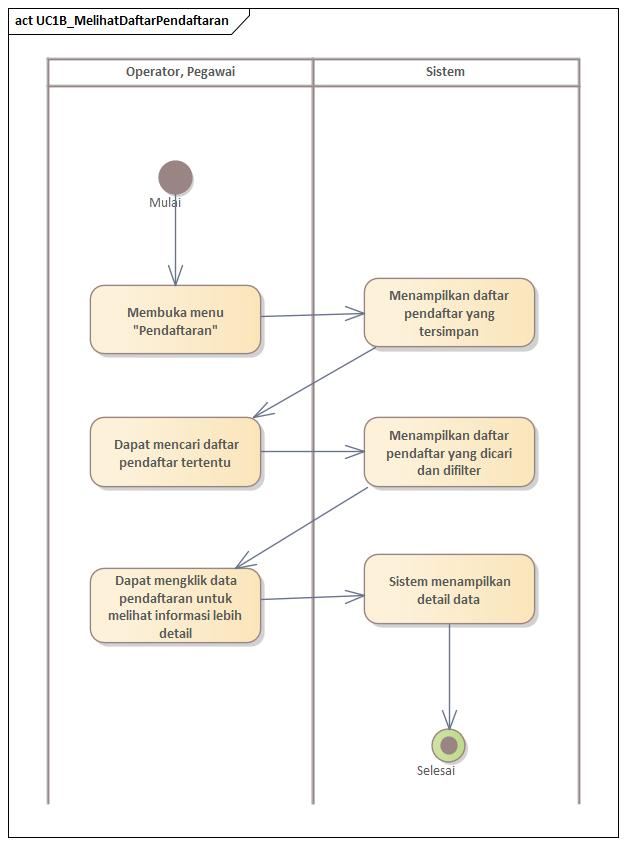 act UC1B_MelihatDaftarPendaftaran
Operator, Pegawai
Sistem
Mulai
Membuka menu
"Pendaftaran"
Menampilkan daftar
pendaftar yang
tersimpan
Dapat mencari daftar
pendaftar tertentu
Menampilkan daftar
pendaftar yang dicari
dan difilter
Dapat mengklik data
pendaftaran untuk
melihat informasi lebih
detail
Sistem menampilkan
detail data
Selesai